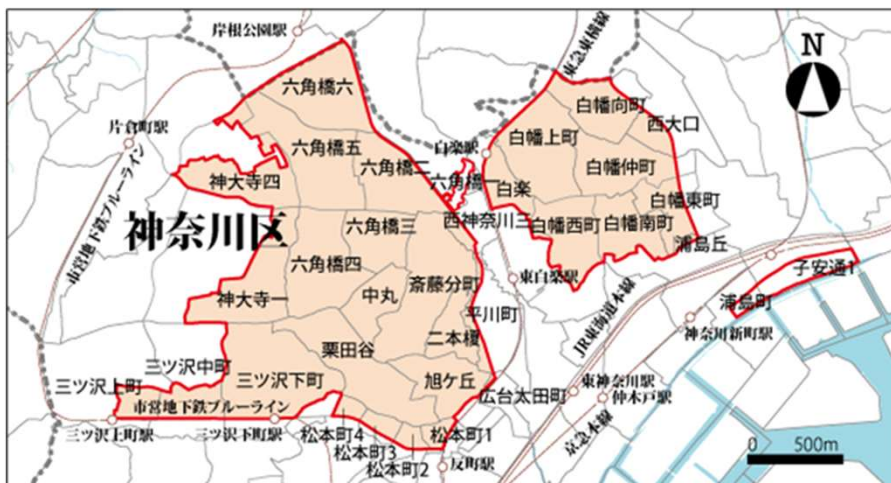 岸根公園駅
東急東横線
N
六角橋六
白幡向町
西大口
片倉町駅
白幡上町
六角橋五
白楽駅
六角橋二
白幡仲町
神大寺四
六角橋一
白楽
白幡東町
市営地下鉄ブルーライン
神奈川区
六角橋三
西神奈川三
白幡西町
白幡南町
浦島丘
六角橋四
斎藤分町
東白楽駅
子安通1
神大寺一
中丸
平川町
JR東海道本線
浦島町
二本榎
神奈川新町駅
栗田谷
三ツ沢中町
三ツ沢上町
三ツ沢下町
旭ケ丘
広台太田町
東神奈川駅
仲木戸駅
市営地下鉄ブルーライン
三ツ沢上町駅
三ツ沢下町駅
松本町4
松本町1
京急本線
松本町3
松本町2
反町駅
0 500m